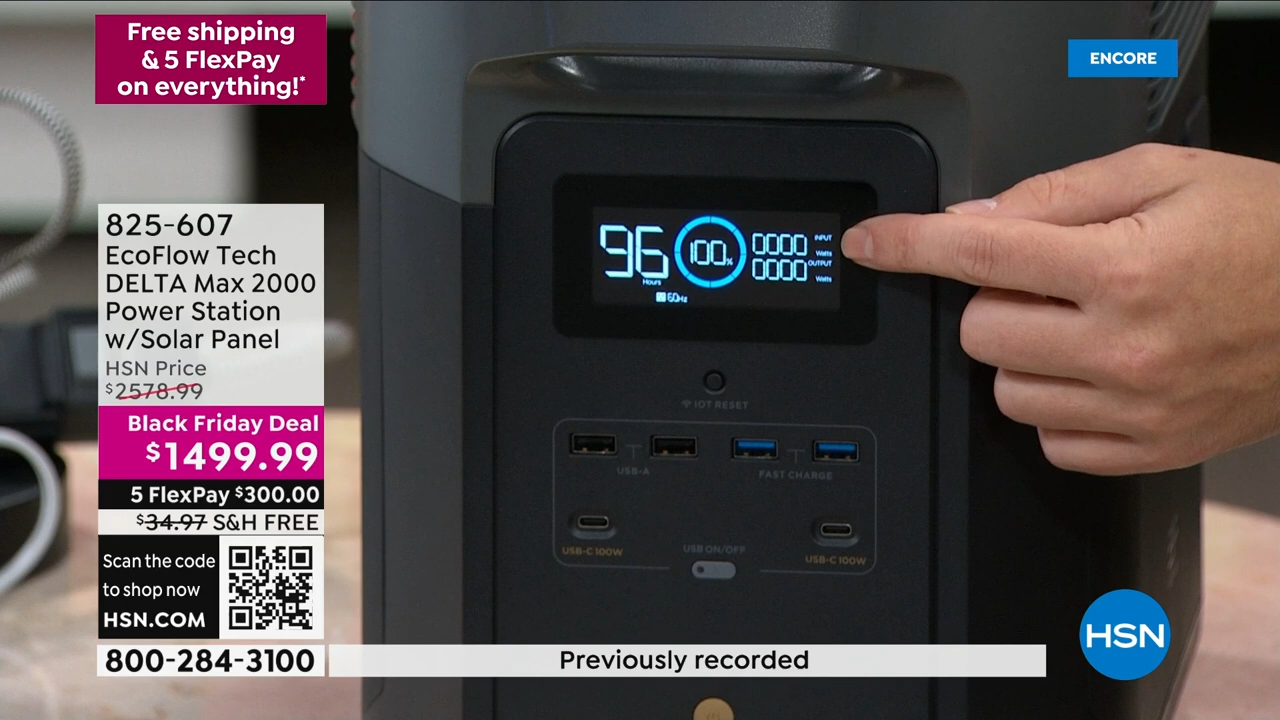 Free shipping
& 5 FlexPay
on everything!*
ENCORE
825-607
EcoFlow Tech
DELTA Max 2000
Power Station
w/Solar Panel
HSN Price
$2578.99
Black Friday Deal
$1499.99
5 FlexPay $300.00
$34.97 S&H FREE
Scan the code
to shop now
HSN.COM
800-284-3100
Previously recorded
HSN
96
Hours
100%
0000 INPUT
Watts
0000 OUTPUT
Watts
60Hz
IOT RESET
USB-A
FAST CHARGE
USB-C 100W
USB ON/OFF
USB-C 100W